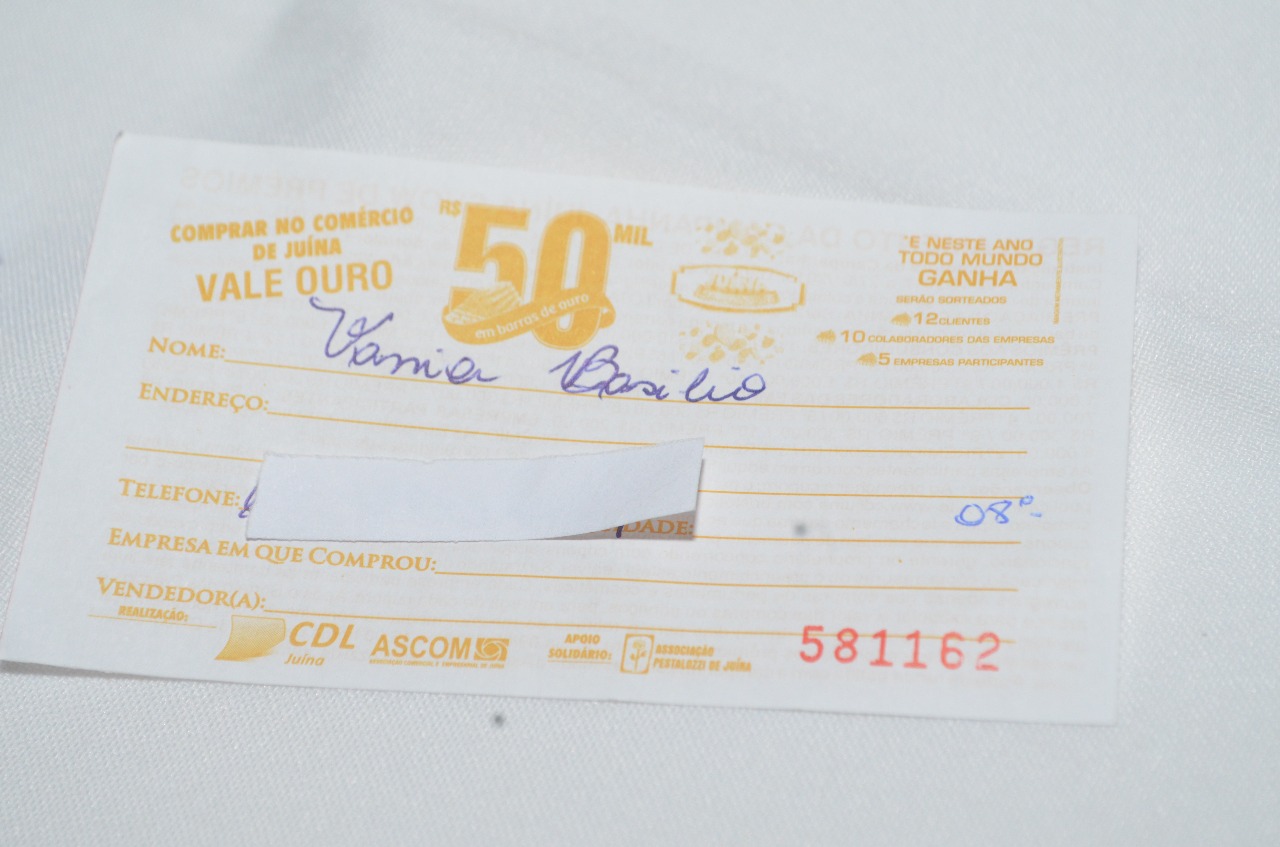 COMPRAR NO COMÉRCIO
DE JUÍNA
VALE OURO
R$ 50 MIL
em barras de ouro
"E NESTE ANO
TODO MUNDO
GANHA
SERÃO SORTEADOS
12 CLIENTES
10 COLABORADORES DAS EMPRESAS
5 EMPRESAS PARTICIPANTES
NOME: Vania Basilio
ENDEREÇO:
TELEFONE:
DADE:
08º-
EMPRESA EM QUE COMPROU:
VENDEDOR(A):
REALIZAÇÃO:
CDL
Juína
ASCOM
APOIO
SOLIDÁRIO:
ASSOCIAÇÃO
PESTALOZZI DE JUÍNA
581162